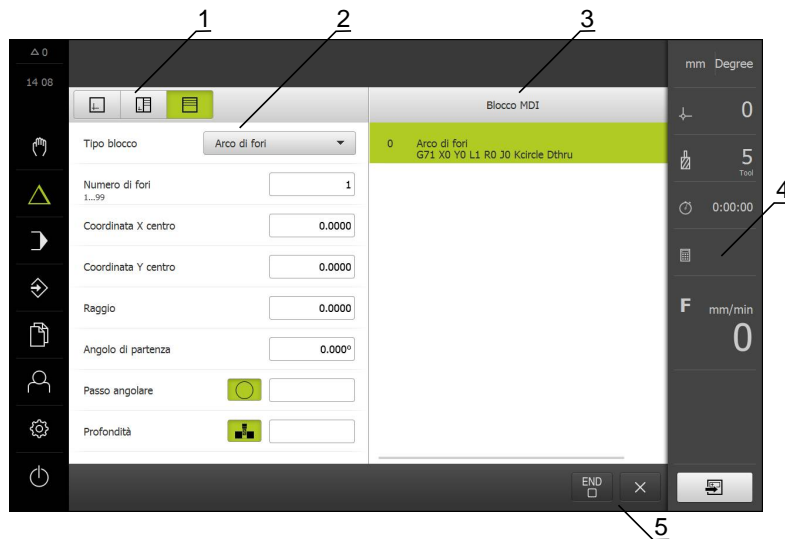 1
2
3
△ 0
14 08
mm Degree
Blocco MDI
0
Tipo blocco
Arco di fori
0 Arco di fori
G71 X0 Y0 L1 R0 J0 Kcircle Dthru
5
Tool
Numero di fori
1...99
1
4
0:00:00
Coordinata X centro
0.0000
Coordinata Y centro
0.0000
Raggio
0.0000
F mm/min
0
Angolo di partenza
0.000°
Passo angolare
Profondità
END
5